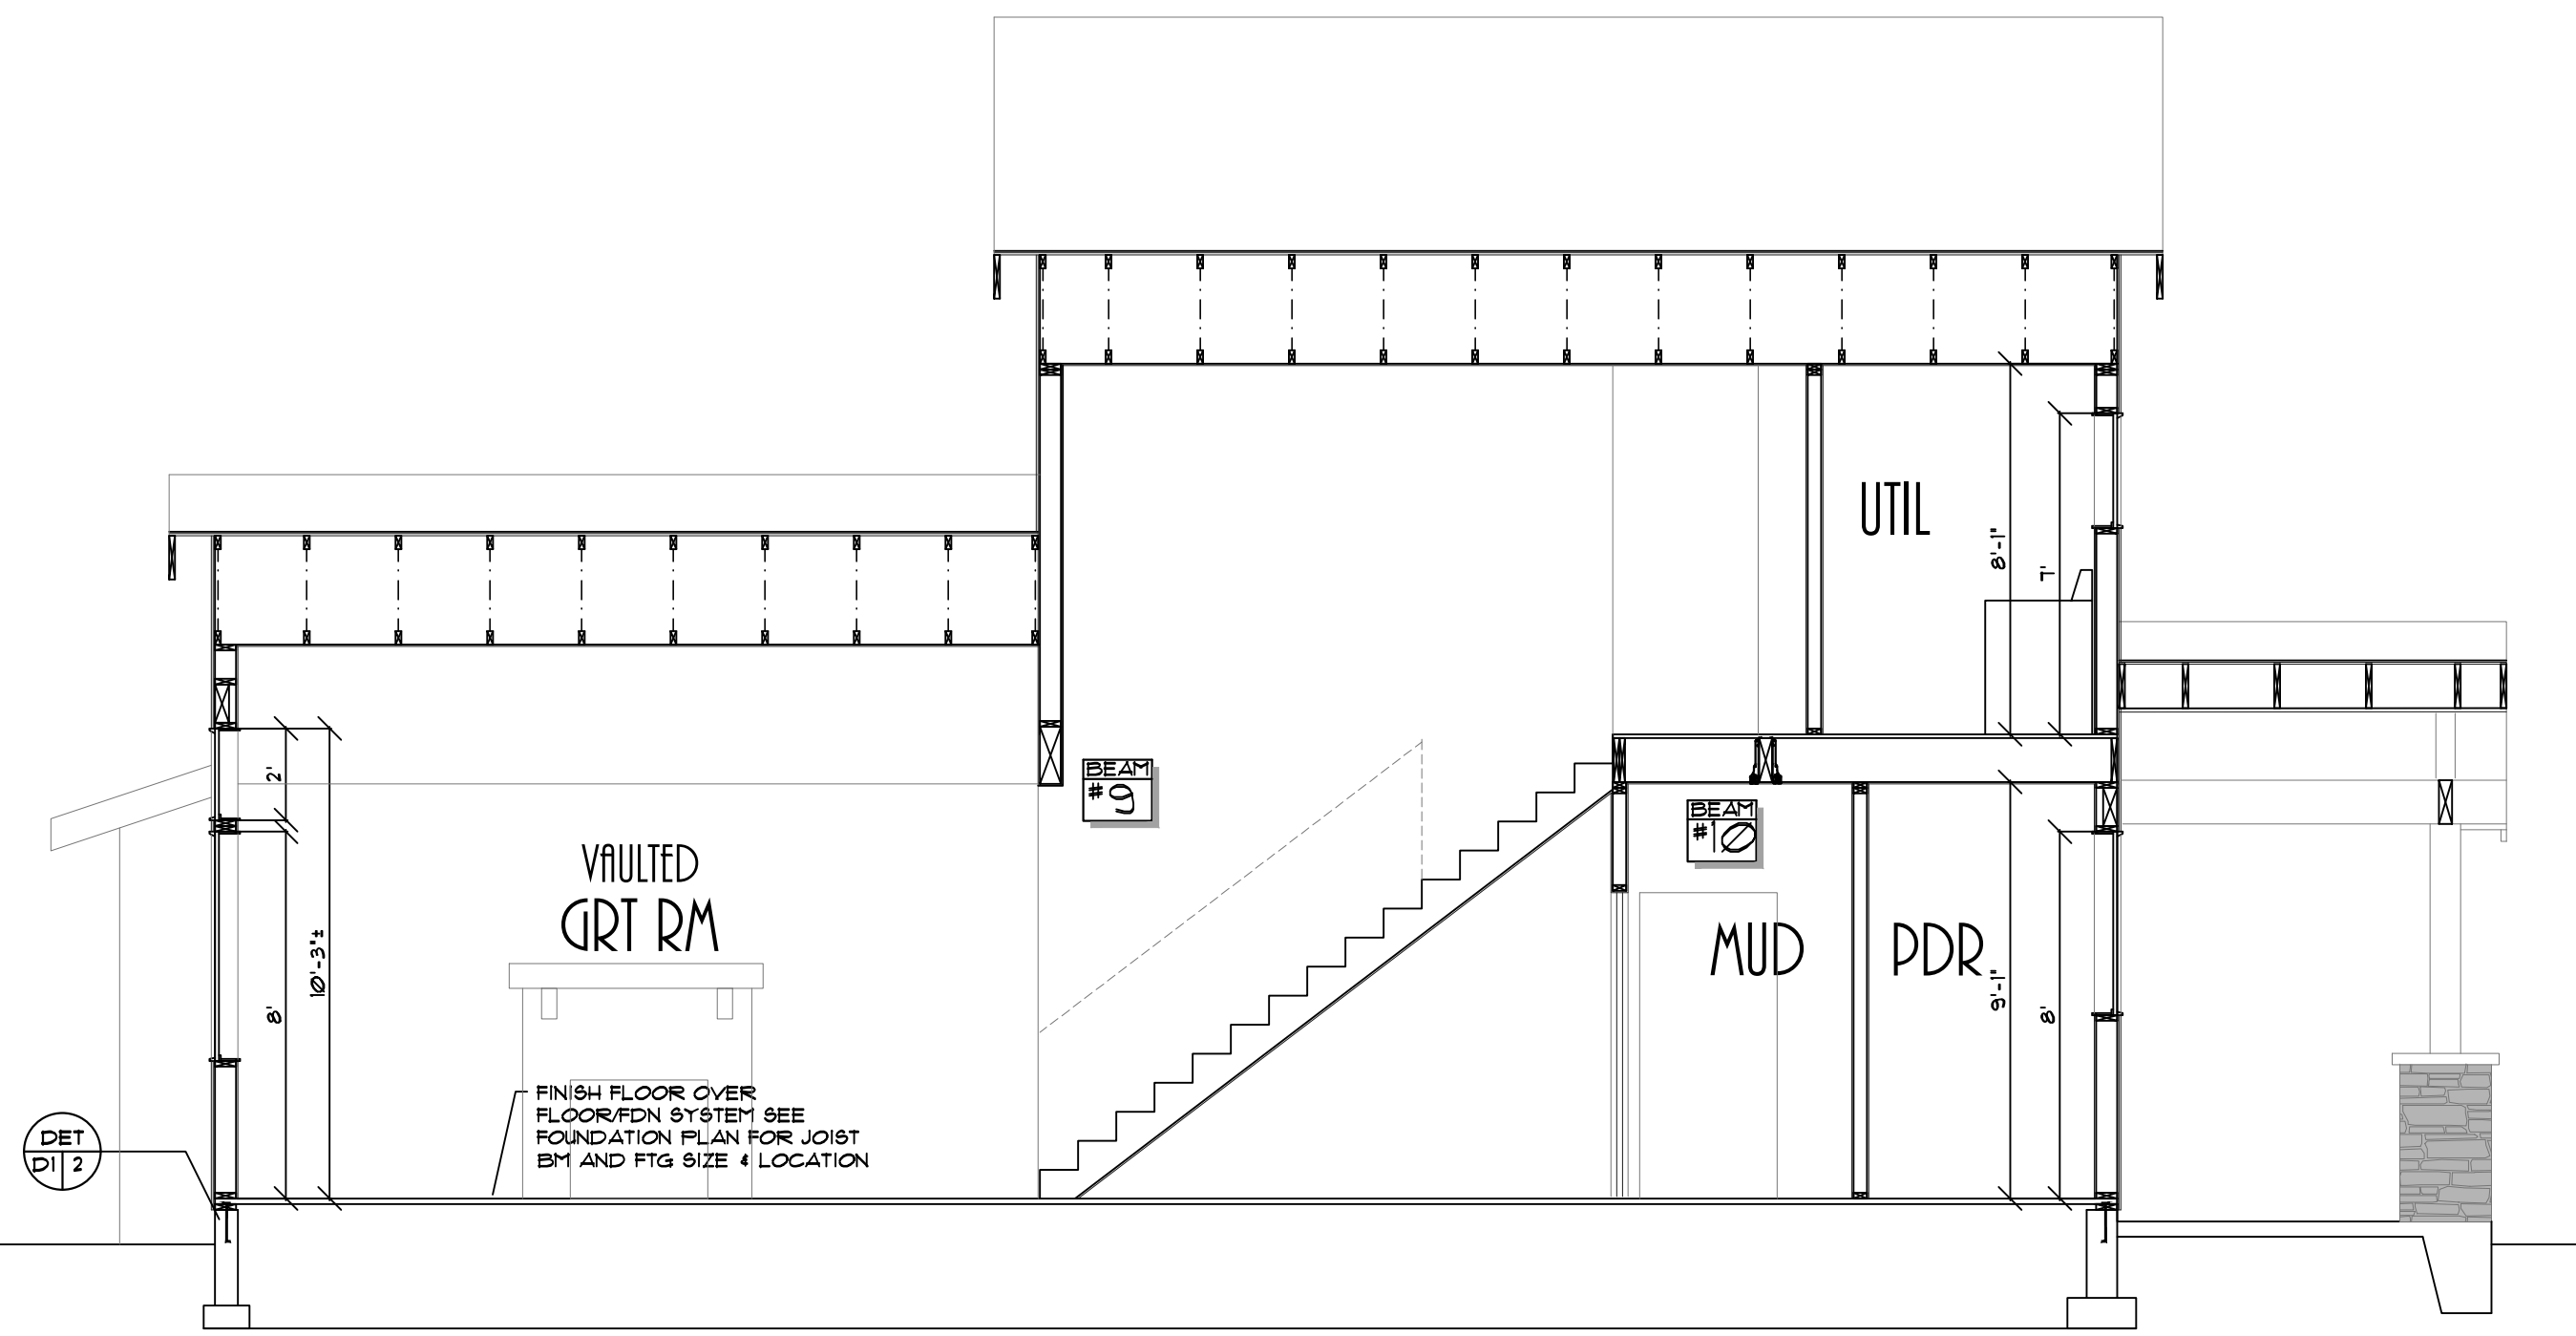 UTIL
8'-1"
7'
BEAM
#9
2'
BEAM
#10
VAULTED
GRT RM
10'-3"±
8'
MUD
PDR
9'-1"
8'
FINISH FLOOR OVER
FLOOR/FDN SYSTEM SEE
FOUNDATION PLAN FOR JOIST
BM AND FTG SIZE & LOCATION
DET
D1 2